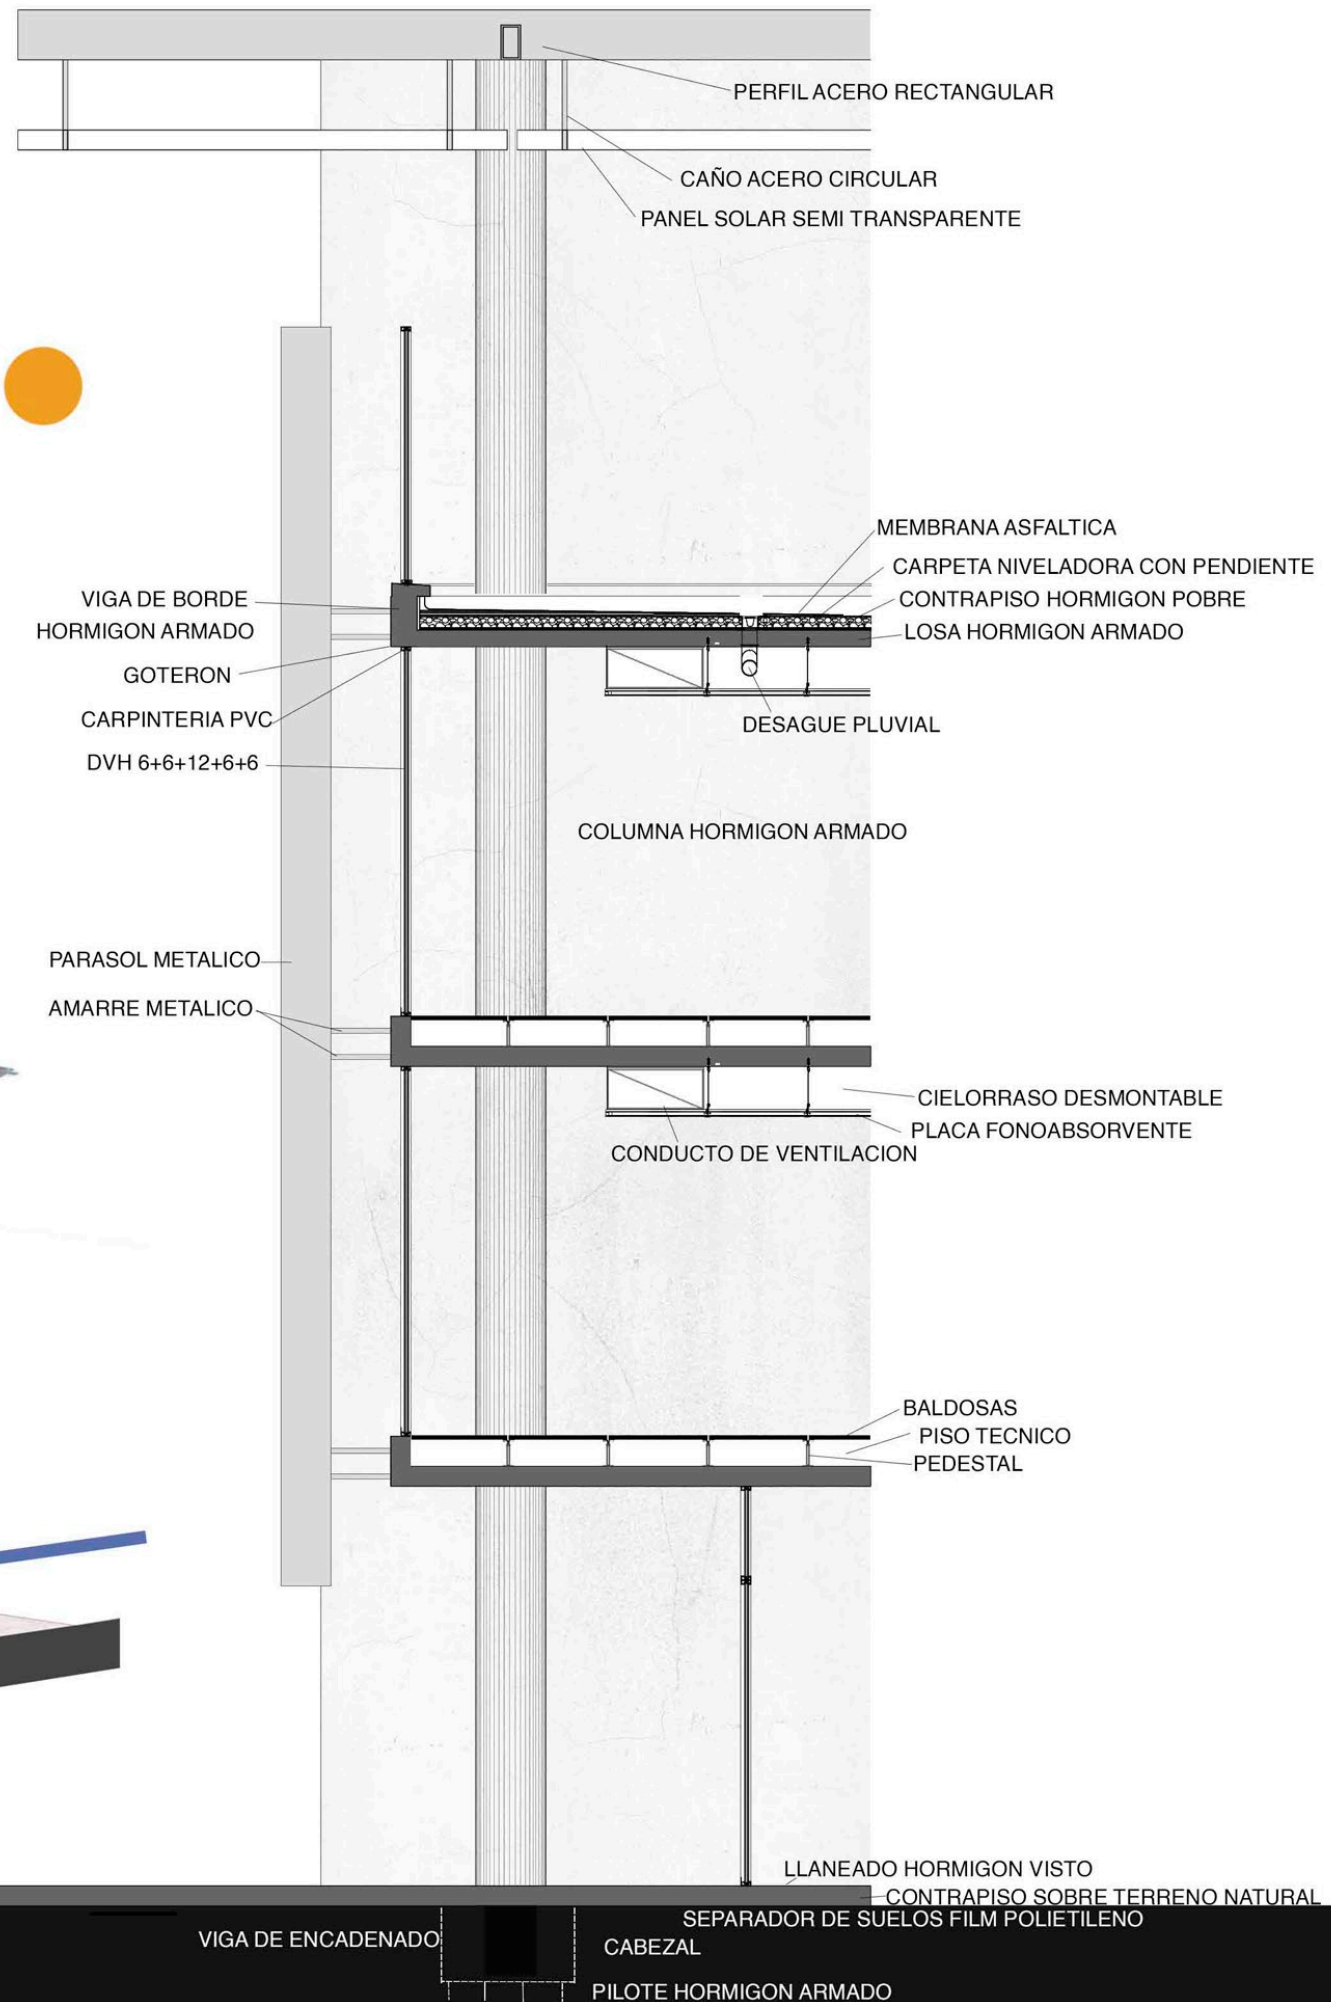 PERFIL ACERO RECTANGULAR
CAÑO ACERO CIRCULAR
PANEL SOLAR SEMI TRANSPARENTE
MEMBRANA ASFALTICA
CARPETA NIVELADORA CON PENDIENTE
CONTRAPISO HORMIGON POBRE
LOSA HORMIGON ARMADO
VIGA DE BORDE
HORMIGON ARMADO
GOTERON
CARPINTERIA PVC
DVH 6+6+12+6+6
DESAGUE PLUVIAL
COLUMNA HORMIGON ARMADO
PARASOL METALICO
AMARRE METALICO
CIELORRASO DESMONTABLE
PLACA FONOABSORVENTE
CONDUCTO DE VENTILACION
BALDOSAS
PISO TECNICO
PEDESTAL
LLANEADO HORMIGON VISTO
CONTRAPISO SOBRE TERRENO NATURAL
SEPARADOR DE SUELOS FILM POLIETILENO
VIGA DE ENCADENADO
CABEZAL
PILOTE HORMIGON ARMADO